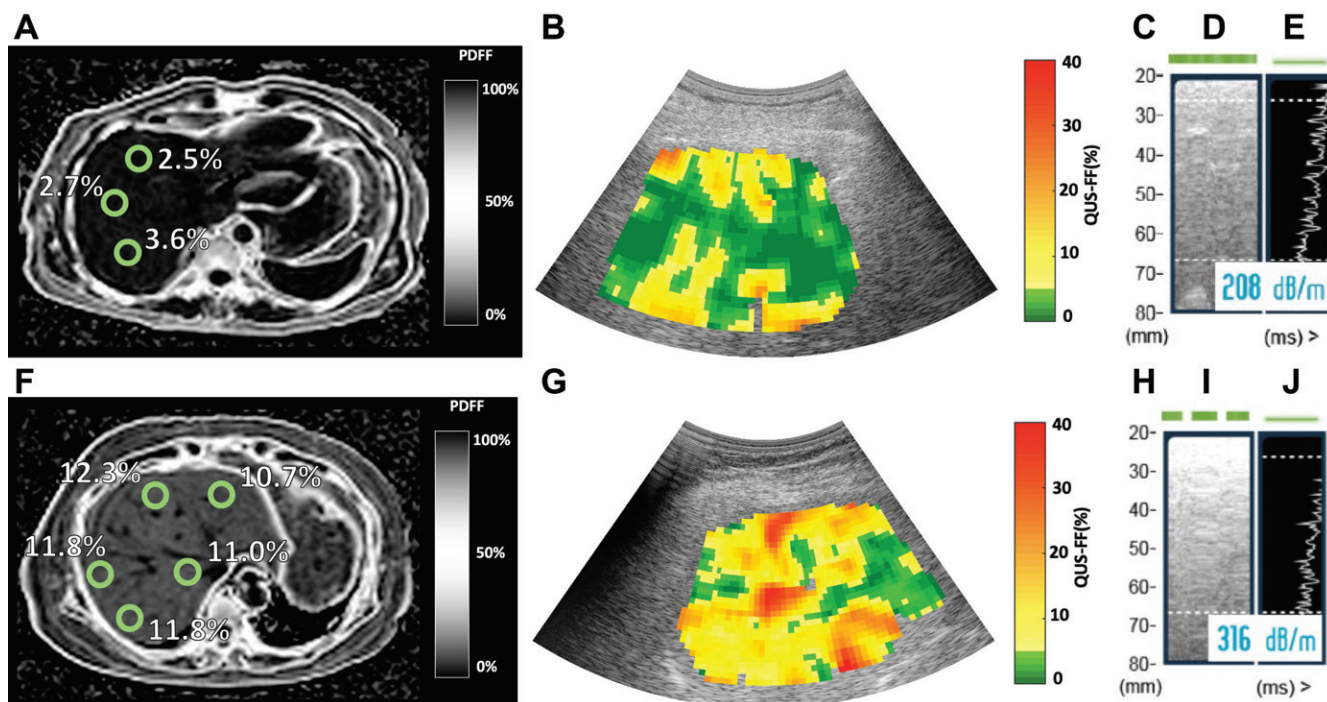 A
PDFF
100%
50%
0%
2.5%
2.7%
3.6%
B
40
30
20
10
0
QUS-FF(%)
C D E
20-
30-
40-
50-
60-
70-
80-
(mm)
208 dB/m
(ms) >
F
PDFF
100%
50%
0%
12.3%
10.7%
11.8%
11.0%
11.8%
G
40
30
20
10
0
QUS-FF(%)
H I J
20-
30-
40-
50-
60-
70-
80-
(mm)
316 dB/m
(ms) >